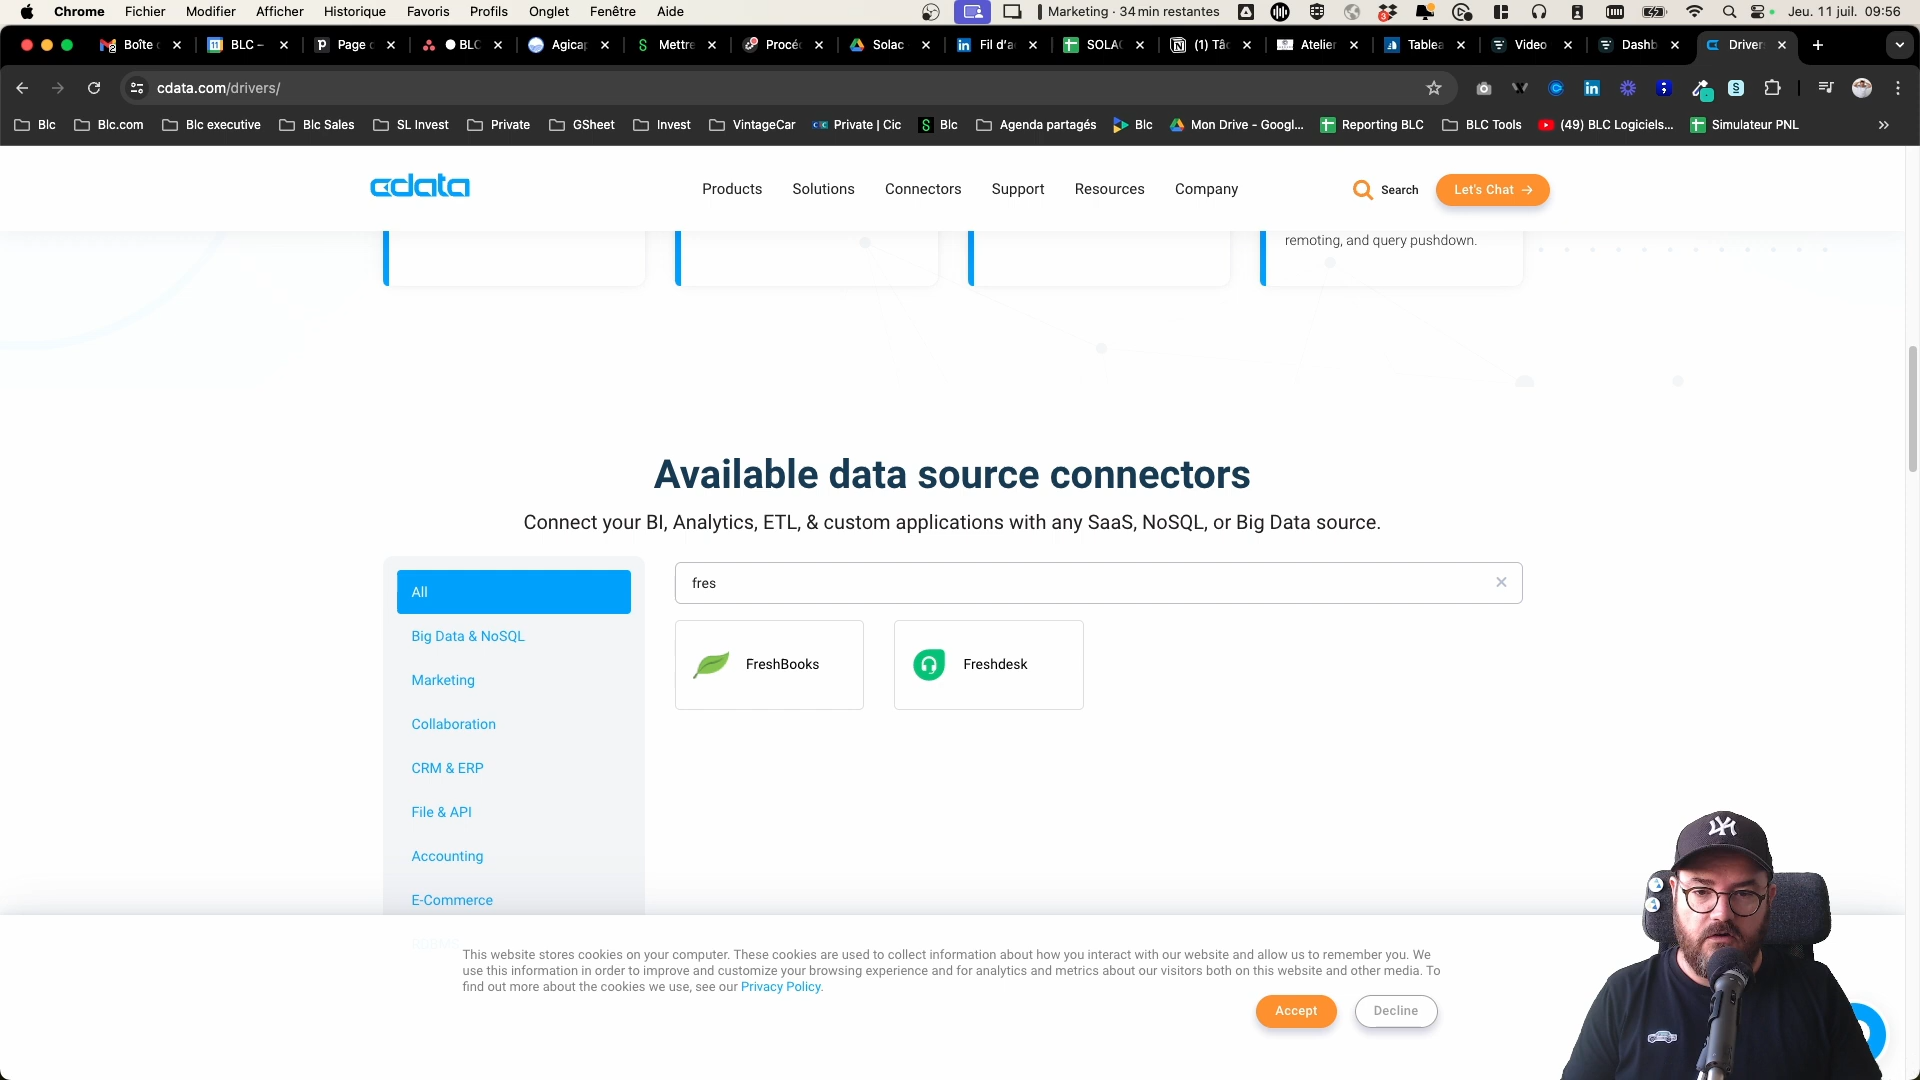 Chrome Fichier Modifier Afficher Historique Favoris Profils Onglet Fenêtre Aide
Marketing · 34 min restantes
3
Jeu. 11 juil. 09:56
Boîte
BLC –
Page
BLC
Agicap
Mettre
Procéd
Solac
Fil d'a
SOLAC
(1) Tâc
Atelier
Tablea
Video
Dashb
Driver
cdata.com/drivers/
Blc
Blc.com
Blc executive
Blc Sales
SL Invest
Private
GSheet
Invest
VintageCar
Private | Cic
Blc
Agenda partagés
Blc
Mon Drive - Googl...
Reporting BLC
BLC Tools
(49) BLC Logiciels...
Simulateur PNL
cdata
Products
Solutions
Connectors
Support
Resources
Company
Search
Let's Chat →
remoting, and query pushdown.
Available data source connectors
Connect your BI, Analytics, ETL, & custom applications with any SaaS, NoSQL, or Big Data source.
All
Big Data & NoSQL
Marketing
Collaboration
CRM & ERP
File & API
Accounting
E-Commerce
fres
FreshBooks
Freshdesk
This website stores cookies on your computer. These cookies are used to collect information about how you interact with our website and allow us to remember you. We
use this information in order to improve and customize your browsing experience and for analytics and metrics about our visitors both on this website and other media. To
find out more about the cookies we use, see our Privacy Policy.
Accept
Decline